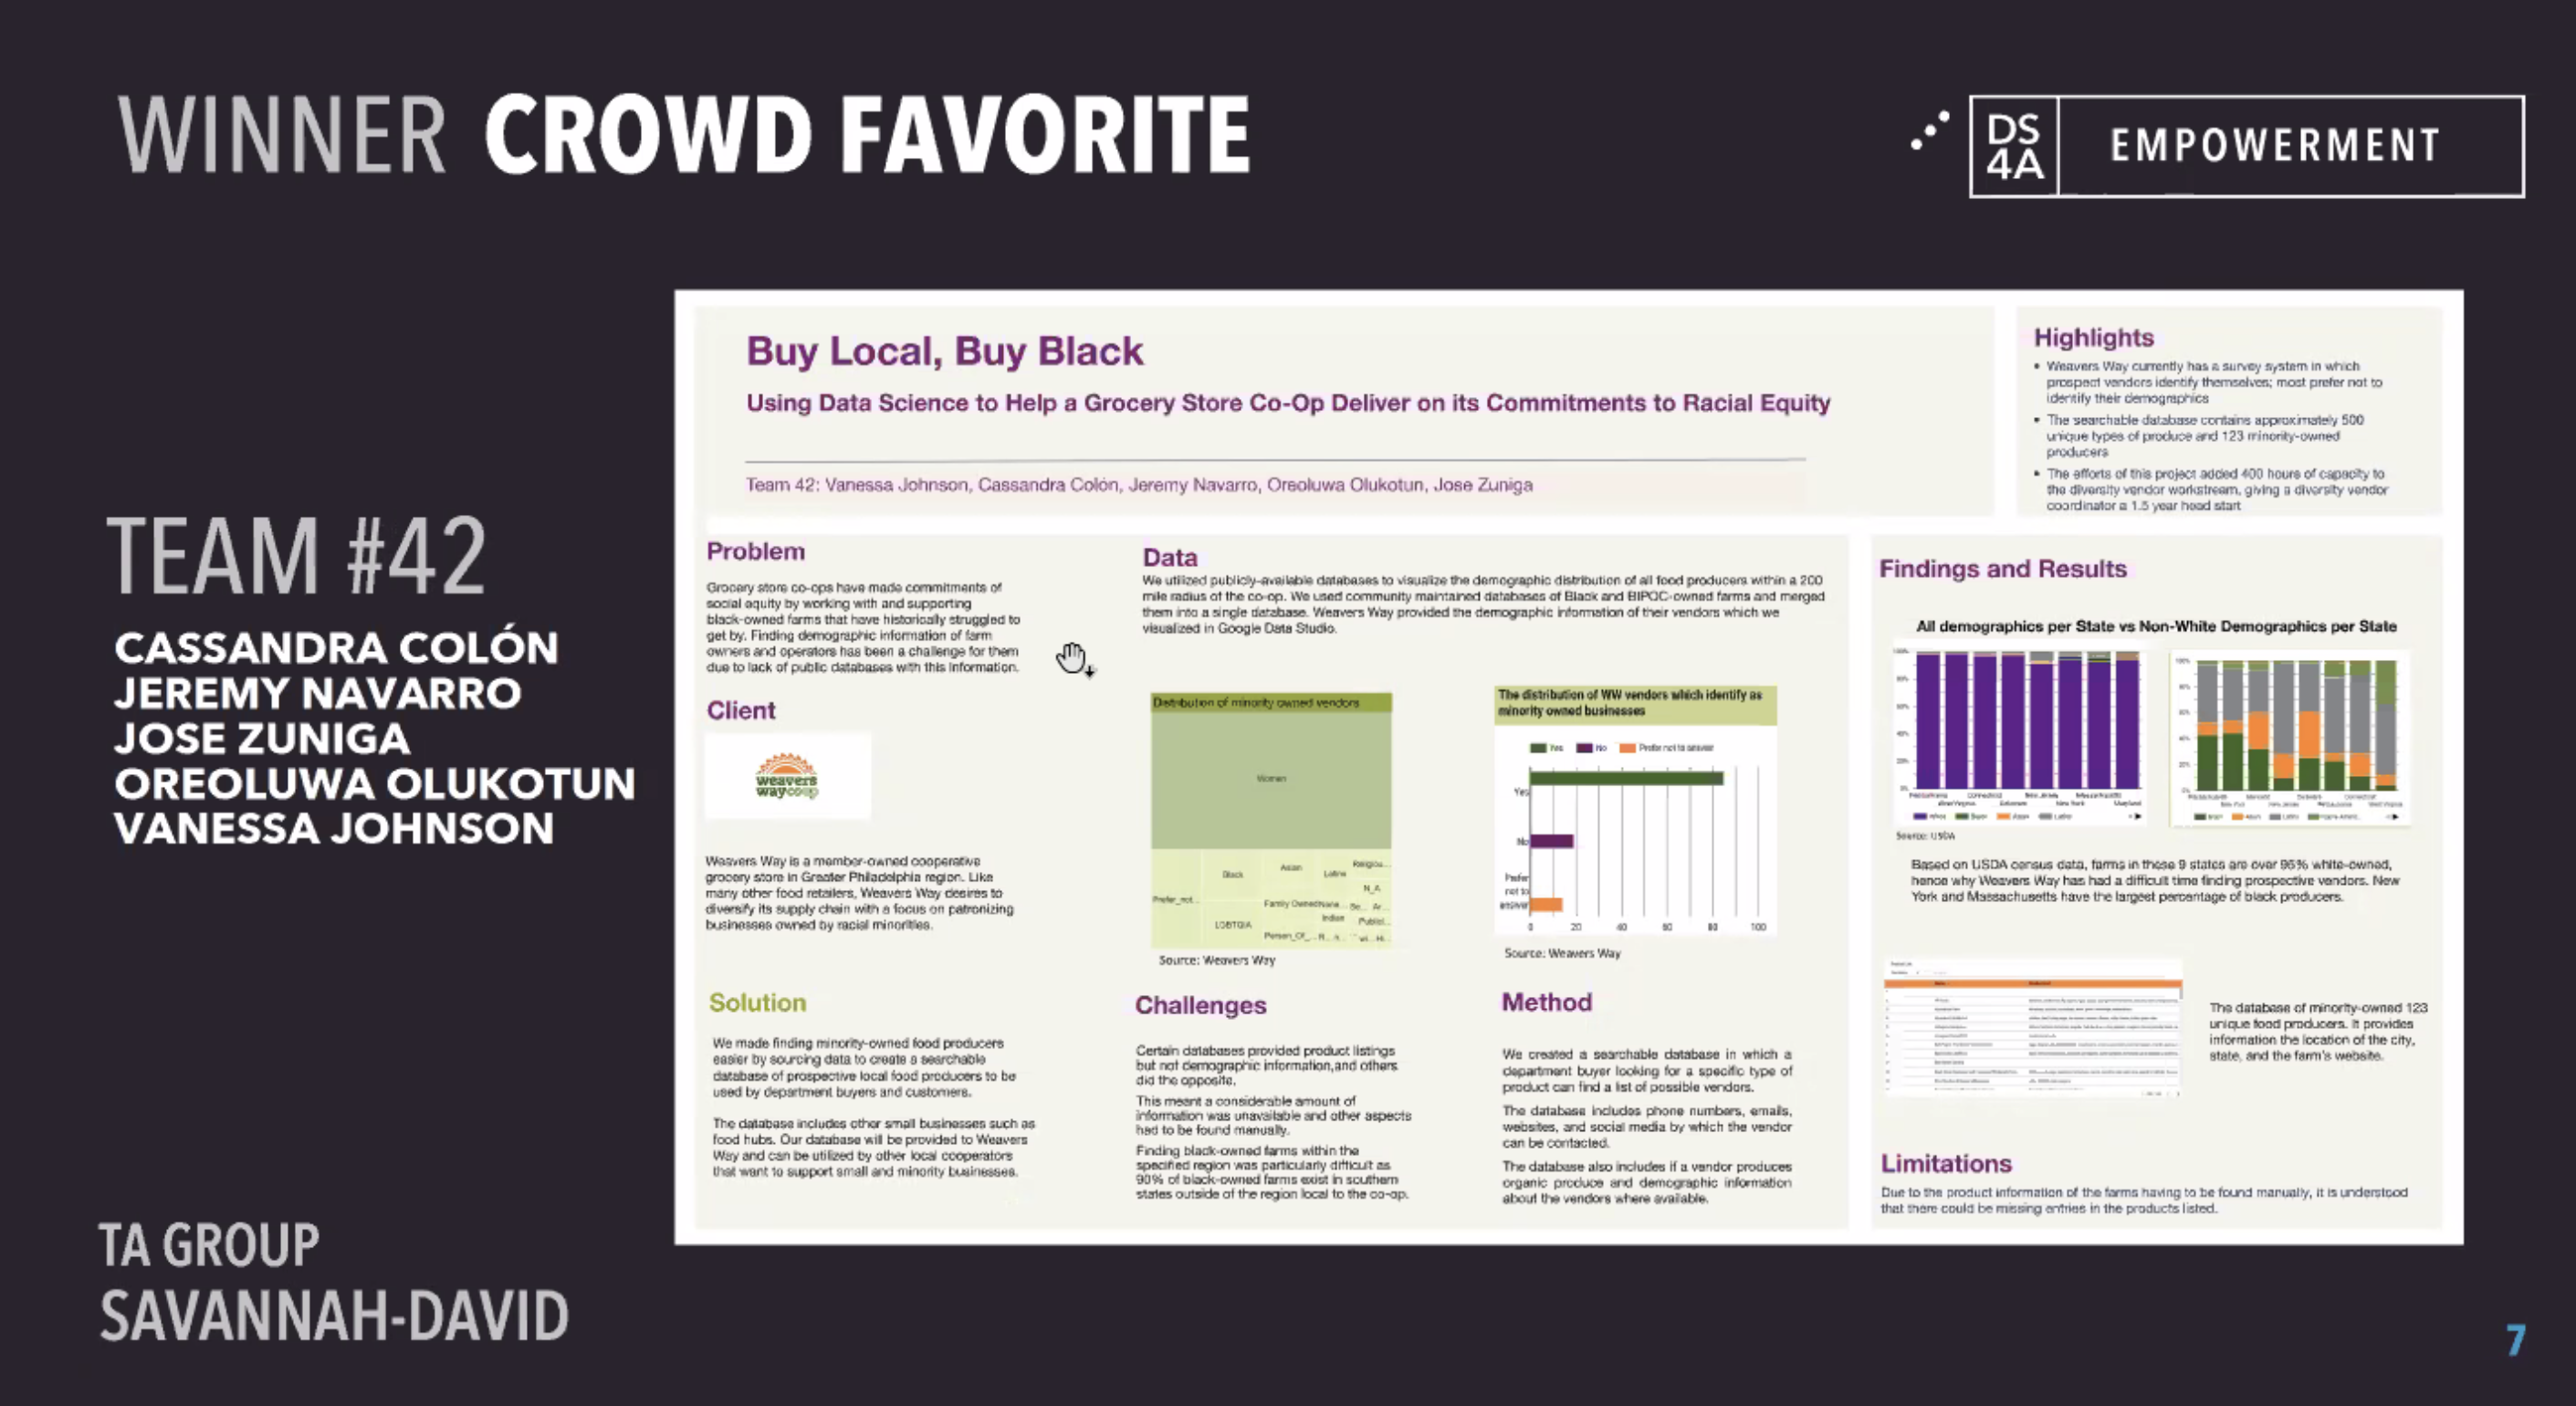 WINNER CROWD FAVORITE
DS
4A
EMPOWERMENT
TEAM #42
CASSANDRA COLÓN
JEREMY NAVARRO
JOSE ZUNIGA
OREOLUWA OLUKOTUN
VANESSA JOHNSON
TA GROUP
SAVANNAH-DAVID
Buy Local, Buy Black
Using Data Science to Help a Grocery Store Co-Op Deliver on its Commitments to Racial Equity
Team 42: Vanessa Johnson, Cassandra Colón, Jeremy Navarro, Oreoluwa Olukotun, Jose Zuniga
Highlights
• Weavers Way currently has a survey system in which
prospect vendors identify themselves; most prefer not to
identify their demographics
• The searchable database contains approximately 500
unique types of produce and 123 minority-owned
producers
• The efforts of this project added 400 hours of capacity to
the diversity vendor workstream, giving a diversity vendor
coordinator a 1.5 year head start
Problem
Grocery store co-ops have made commitments of
social equity by working with and supporting
black-owned farms that have historically struggled to
get by. Finding demographic information of farm
owners and operators has been a challenge for them
due to lack of public databases with this information.
Client
weavers
way coop
Weavers Way is a member-owned cooperative
grocery store in Greater Philadelphia region. Like
many other food retailers, Weavers Way desires to
diversify its supply chain with a focus on patronizing
businesses owned by racial minorities.
Solution
We made finding minority-owned food producers
easier by sourcing data to create a searchable
database of prospective local food producers to be
used by department buyers and customers.
The database includes other small businesses such as
food hubs. Our database will be provided to Weavers
Way and can be utilized by other local cooperators
that want to support small and minority businesses.
Data
We utilized publicly-available databases to visualize the demographic distribution of all food producers within a 200
mile radius of the co-op. We used community maintained databases of Black and BIPOC-owned farms and merged
them into a single database. Weavers Way provided the demographic information of their vendors which we
visualized in Google Data Studio.
Distribution of minority owned vendors
Women
Prefer_not...
Black
Asian
Latinx
Religiou...
N_A
LGBTQIA
Family Owned
Indian
Publicl...
Person_Of_...
Source: Weavers Way
The distribution of WW vendors which identify as
minority owned businesses
Yes No Prefer not to answer
Yes
No
Prefer
not to
answer
0 20 40 60 80 100
Source: Weavers Way
Challenges
Certain databases provided product listings
but not demographic information,and others
did the opposite.
This meant a considerable amount of
information was unavailable and other aspects
had to be found manually.
Finding black-owned farms within the
specified region was particularly difficult as
90% of black-owned farms exist in southern
states outside of the region local to the co-op.
Method
We created a searchable database in which a
department buyer looking for a specific type of
product can find a list of possible vendors.
The database includes phone numbers, emails,
websites, and social media by which the vendor
can be contacted.
The database also includes if a vendor produces
organic produce and demographic information
about the vendors where available.
Findings and Results
All demographics per State vs Non-White Demographics per State
Source: USDA
Based on USDA census data, farms in these 9 states are over 95% white-owned,
hence why Weavers Way has had a difficult time finding prospective vendors. New
York and Massachusetts have the largest percentage of black producers.
The database of minority-owned 123
unique food producers. It provides
information the location of the city,
state, and the farm's website.
Limitations
Due to the product information of the farms having to be found manually, it is understood
that there could be missing entries in the products listed.
7